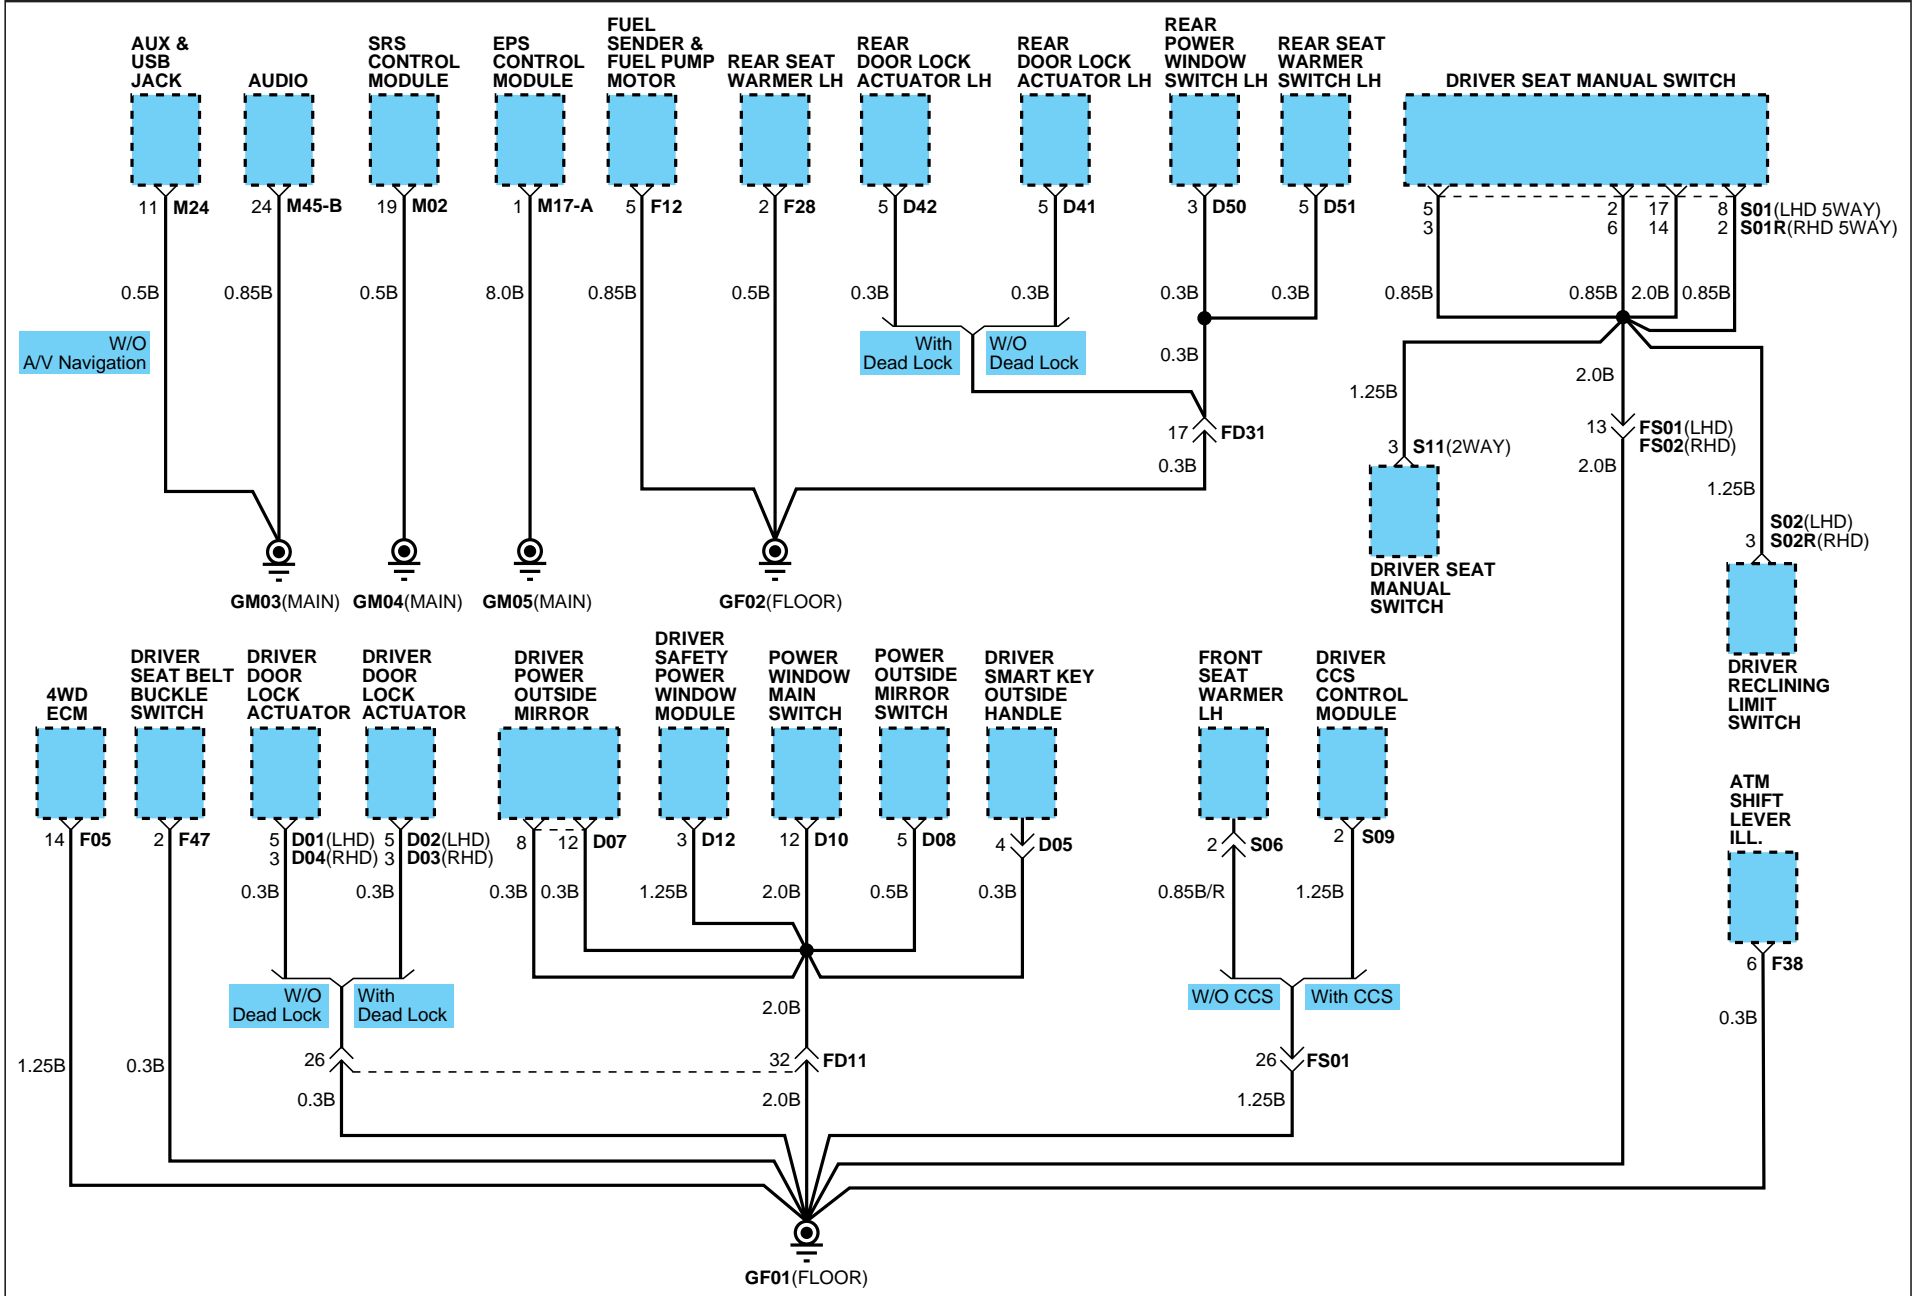 AUX &
USB
JACK
AUDIO
SRS
CONTROL
MODULE
EPS
CONTROL
MODULE
FUEL
SENDER &
FUEL PUMP
MOTOR
REAR SEAT
WARMER LH
REAR
DOOR LOCK
ACTUATOR LH
REAR
DOOR LOCK
ACTUATOR LH
REAR
POWER
WINDOW
SWITCH LH
REAR SEAT
WARMER
SWITCH LH
DRIVER SEAT MANUAL SWITCH
11 M24
24 M45-B
19 M02
1 M17-A
5 F12
2 F28
5 D42
5 D41
3 D50
5 D51
5 2 17 8 S01(LHD 5WAY)
3 6 14 2 S01R(RHD 5WAY)
0.5B
0.85B
0.5B
8.0B
0.85B
0.5B
0.3B
0.3B
0.3B
0.3B
0.85B
0.85B
2.0B
0.85B
W/O
A/V Navigation
With
Dead Lock
W/O
Dead Lock
0.3B
17 FD31
0.3B
1.25B
2.0B
13 FS01(LHD)
FS02(RHD)
2.0B
3 S11(2WAY)
DRIVER SEAT
MANUAL
SWITCH
1.25B
S02(LHD)
3 S02R(RHD)
DRIVER
RECLINING
LIMIT
SWITCH
GM03(MAIN)
GM04(MAIN)
GM05(MAIN)
GF02(FLOOR)
4WD
ECM
DRIVER
SEAT BELT
BUCKLE
SWITCH
DRIVER
DOOR
LOCK
ACTUATOR
DRIVER
DOOR
LOCK
ACTUATOR
DRIVER
POWER
OUTSIDE
MIRROR
DRIVER
SAFETY
POWER
WINDOW
MODULE
POWER
WINDOW
MAIN
SWITCH
POWER
OUTSIDE
MIRROR
SWITCH
DRIVER
SMART KEY
OUTSIDE
HANDLE
FRONT
SEAT
WARMER
LH
DRIVER
CCS
CONTROL
MODULE
ATM
SHIFT
LEVER
ILL.
14 F05
2 F47
5 D01(LHD)
3 D04(RHD)
5 D02(LHD)
3 D03(RHD)
8 12 D07
3 D12
12 D10
5 D08
4 D05
2 S06
2 S09
6 F38
0.3B
0.3B
0.3B
0.3B
1.25B
2.0B
0.5B
0.3B
0.85B/R
1.25B
W/O
Dead Lock
With
Dead Lock
2.0B
W/O CCS
With CCS
0.3B
1.25B
0.3B
26
32 FD11
26 FS01
0.3B
2.0B
1.25B
GF01(FLOOR)